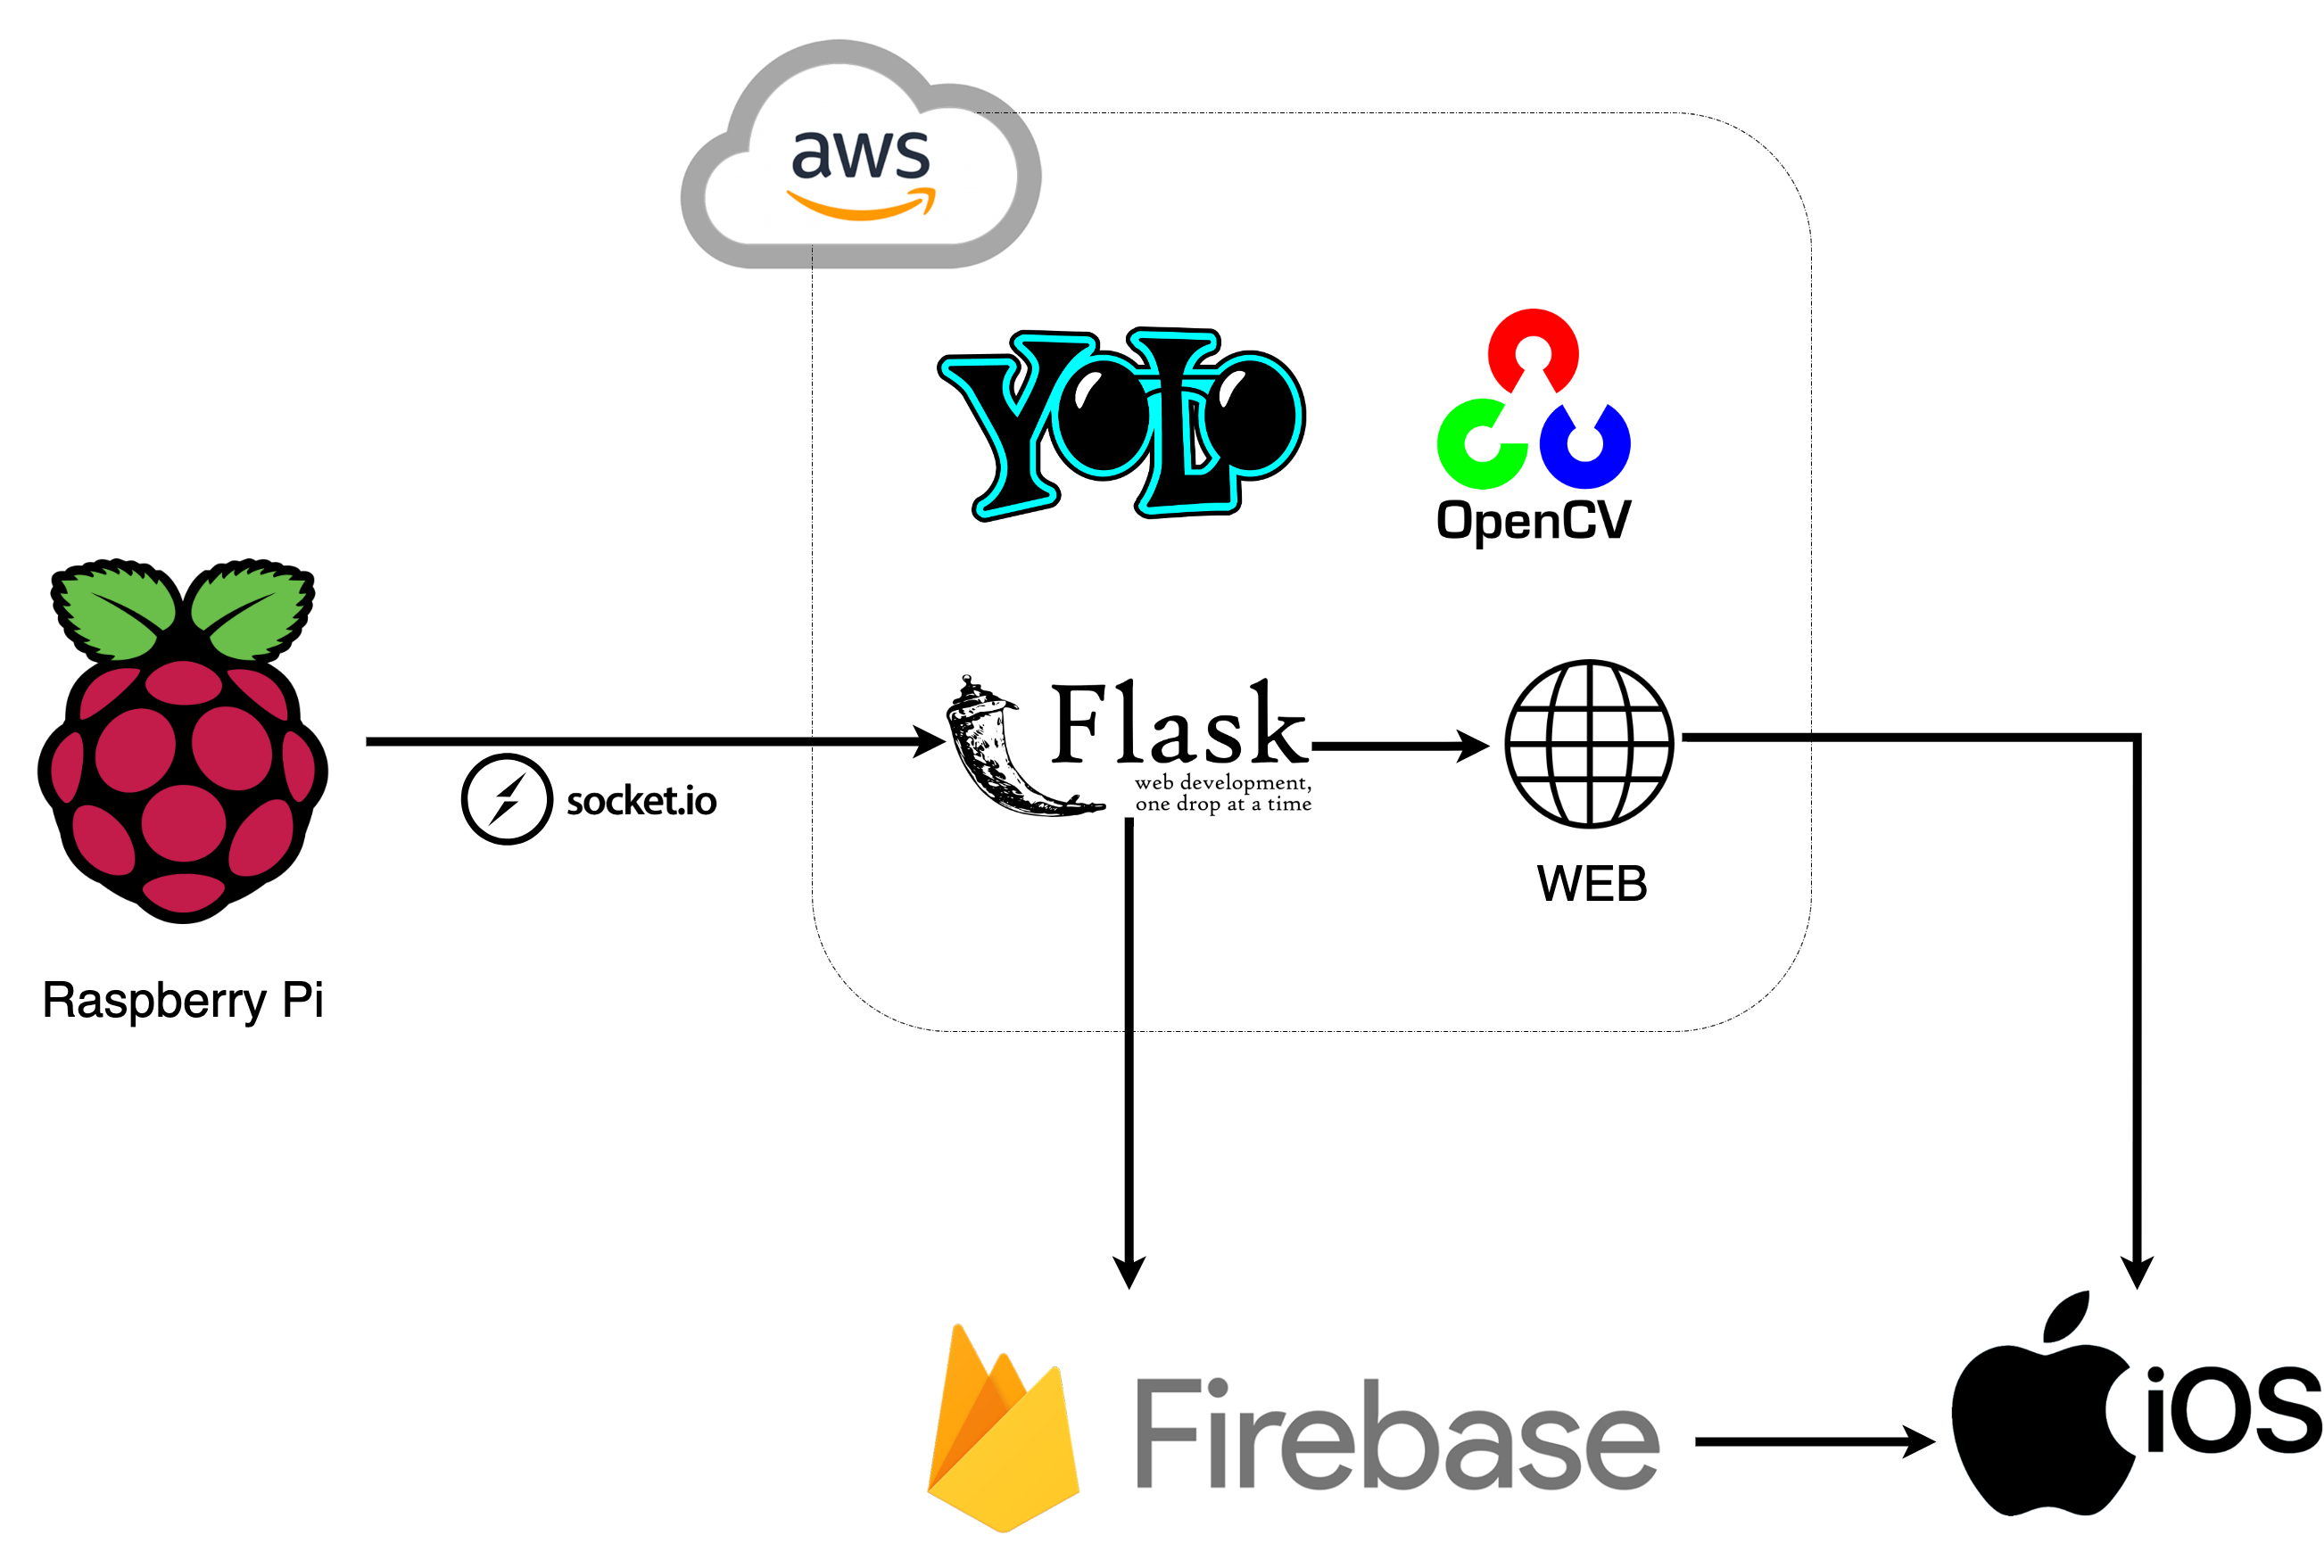 aws
YOLO
OpenCV
Flask
web development,
one drop at a time
socket.io
WEB
Raspberry Pi
Firebase
iOS